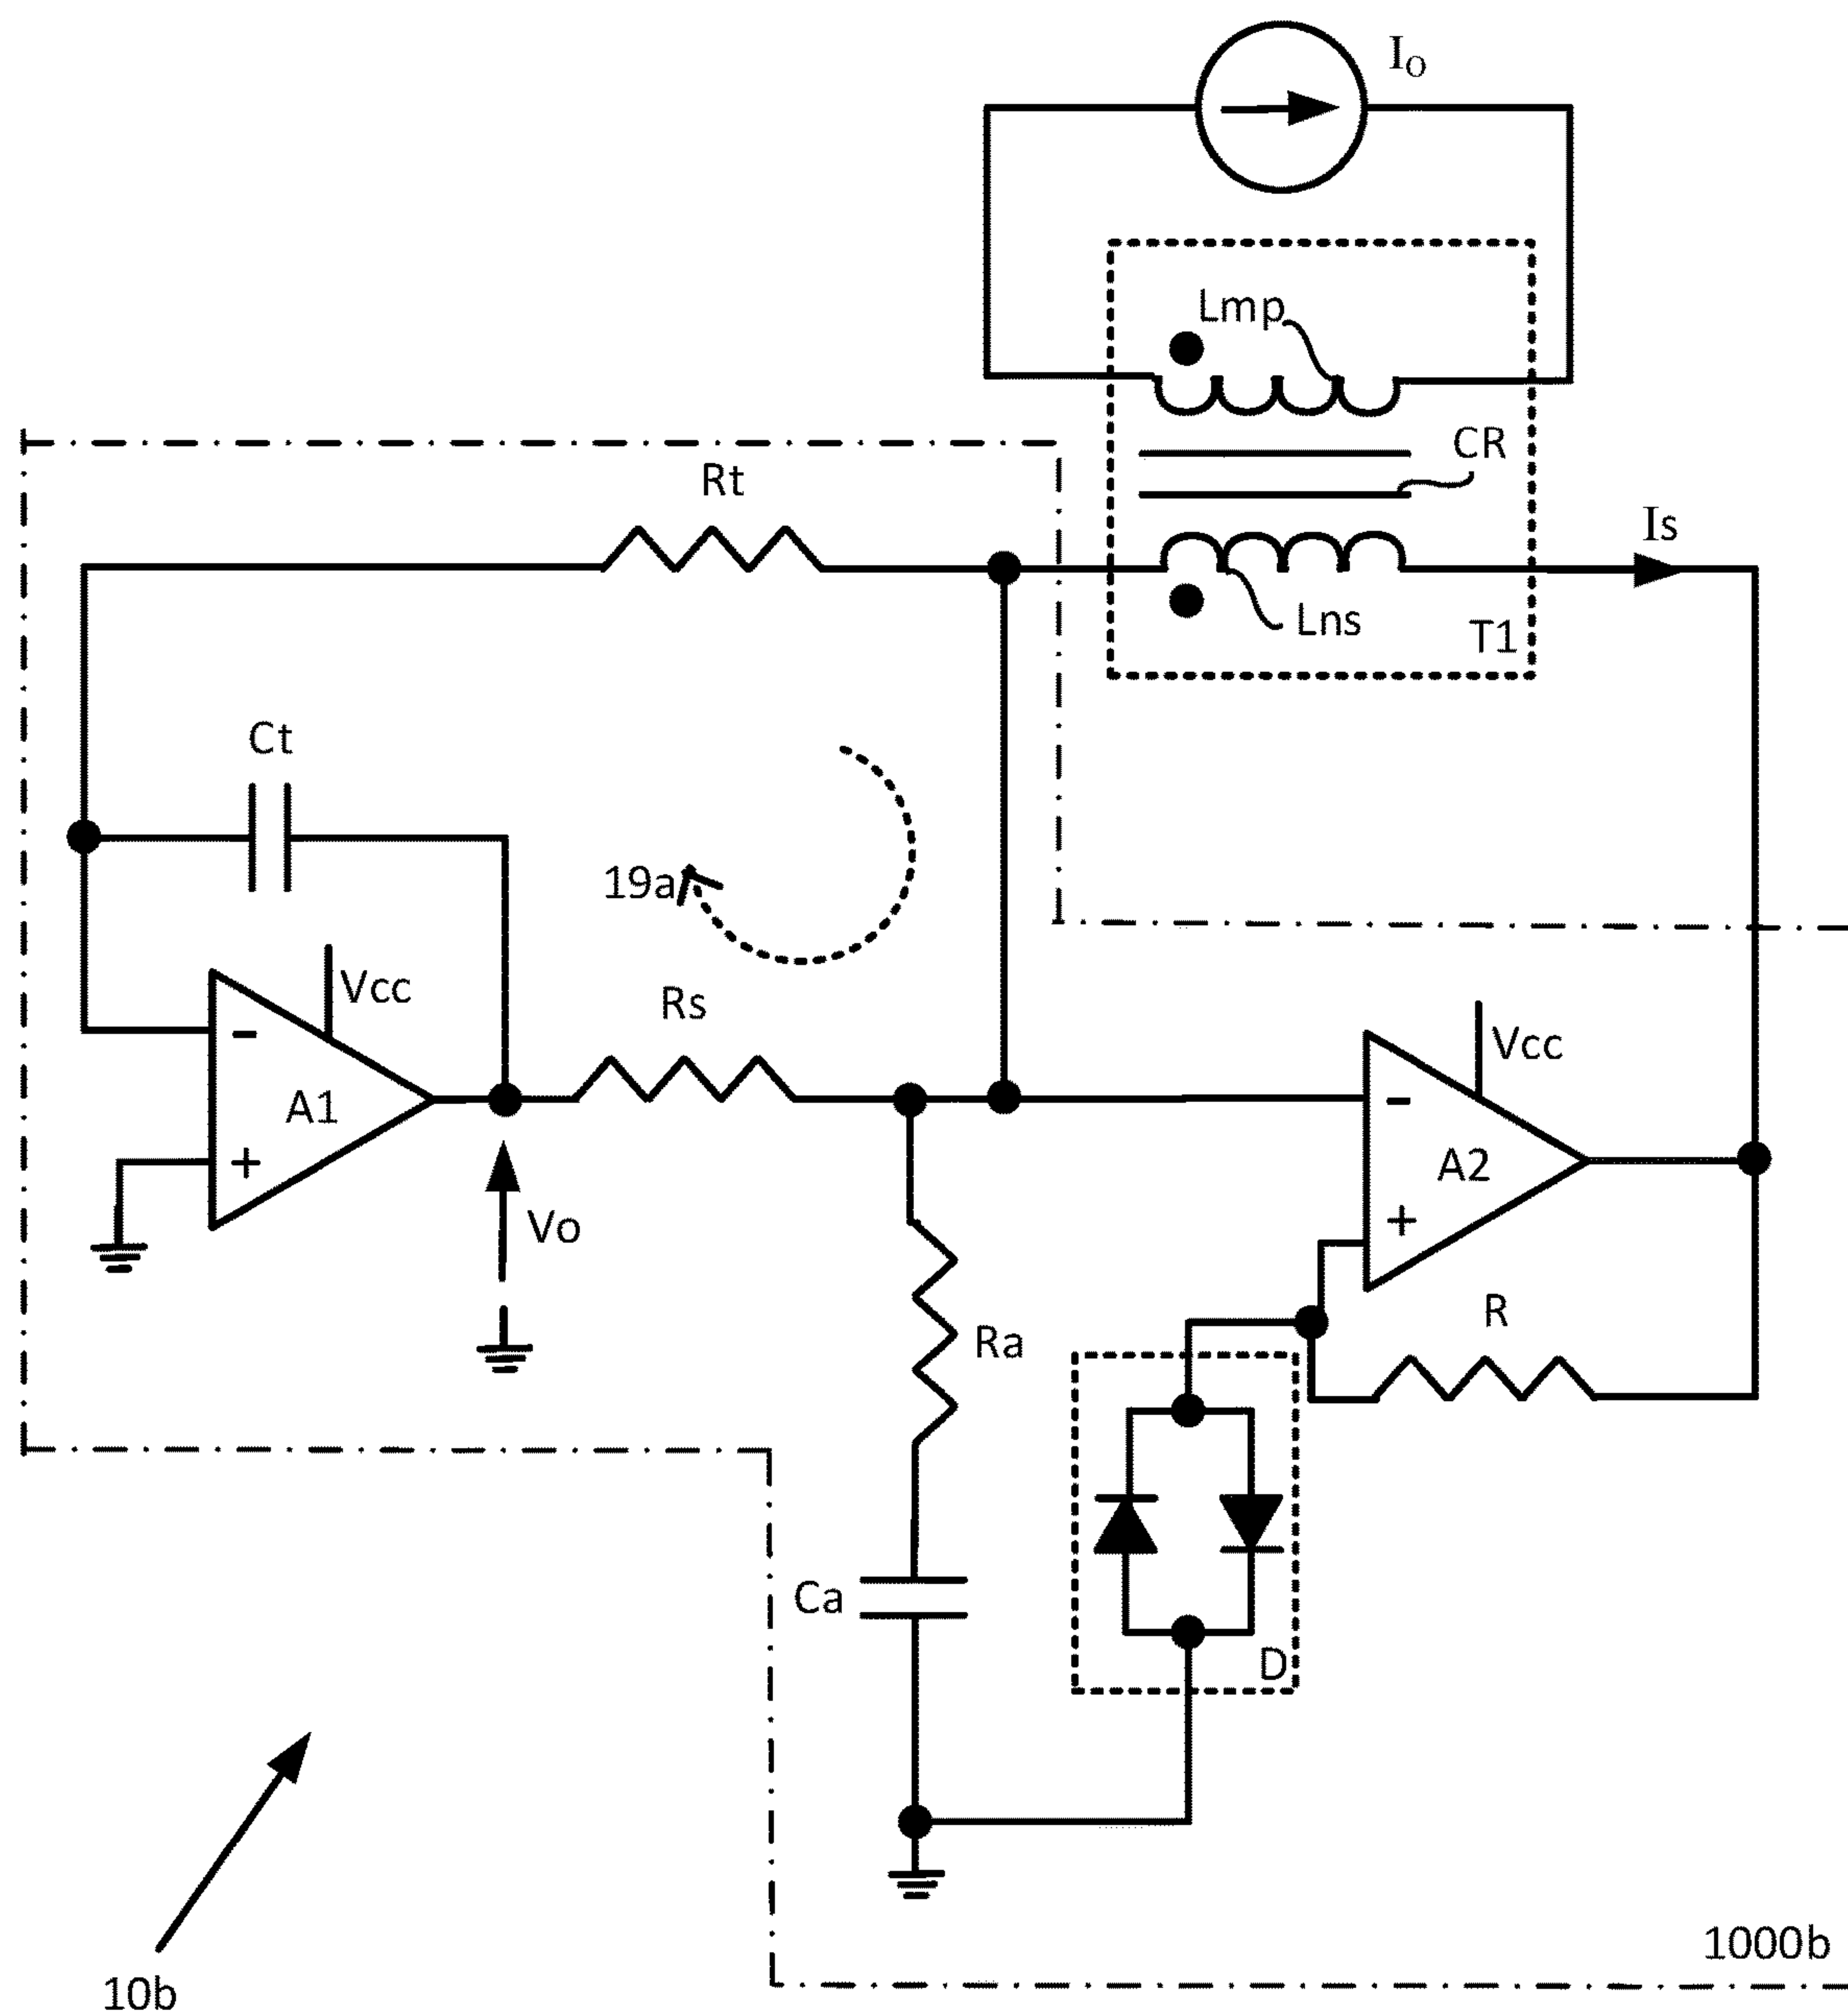 Io
Lmp
CR
Rt
Is
Lns
T1
Ct
19a
Vcc
Rs
Vcc
-
A1
+
-
A2
+
Vo
R
Ra
Ca
D
1000b
10b